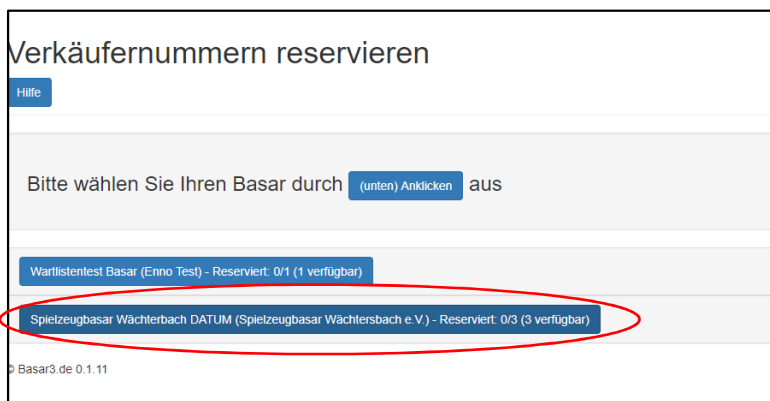 Verkäufernummern reservieren
Hilfe
Bitte wählen Sie Ihren Basar durch (unten) Anklicken aus
Wartlistentest Basar (Enno Test) - Reserviert: 0/1 (1 verfügbar)
Spielzeugbasar Wächterbach DATUM (Spielzeugbasar Wächtersbach e.V.) - Reserviert: 0/3 (3 verfügbar)
© Basar3.de 0.1.11